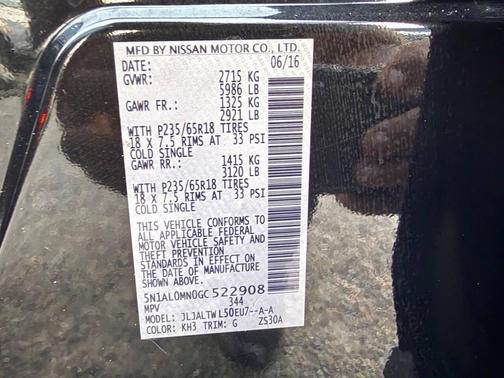 MFD BY NISSAN MOTOR CO., LTD.
DATE: 06/16
GVWR: 2715 KG
5986 LB
GAWR FR.: 1325 KG
2921 LB
WITH P235/65R18 TIRES
18 X 7.5 RIMS AT 33 PSI
COLD SINGLE
GAWR RR.: 1415 KG
3120 LB
WITH P235/65R18 TIRES
18 X 7.5 RIMS AT 33 PSI
COLD SINGLE
THIS VEHICLE CONFORMS TO
ALL APPLICABLE FEDERAL
MOTOR VEHICLE SAFETY AND
THEFT PREVENTION
STANDARDS IN EFFECT ON
THE DATE OF MANUFACTURE
SHOWN ABOVE.
5N1AL0MN0GC522908
MPV 344
MODEL: JLJALTWL50EU7--A-A
COLOR: KH3 TRIM: G ZS30A